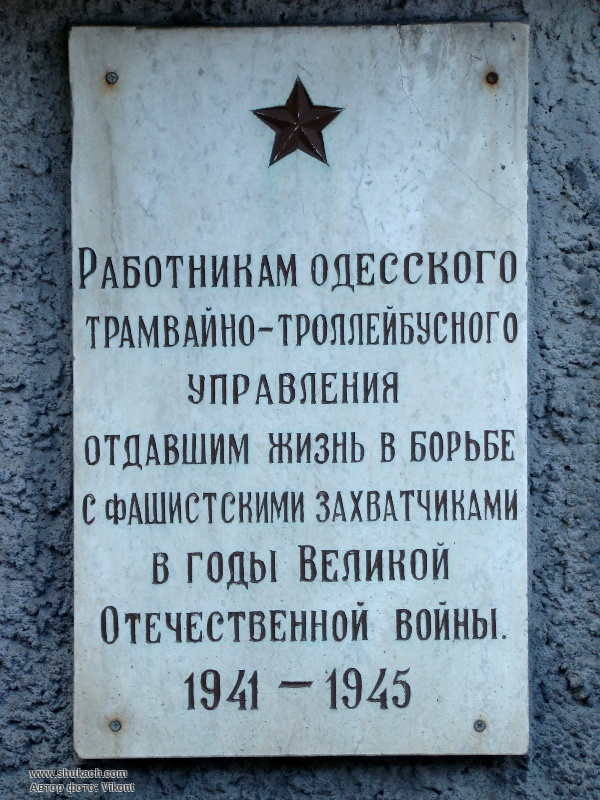 Работникам одесского
трамвайно-троллейбусного
управления
отдавшим жизнь в борьбе
с фашистскими захватчиками
в годы Великой
Отечественной войны.
1941 – 1945
www.shukach.com
Автор фото: Vikont